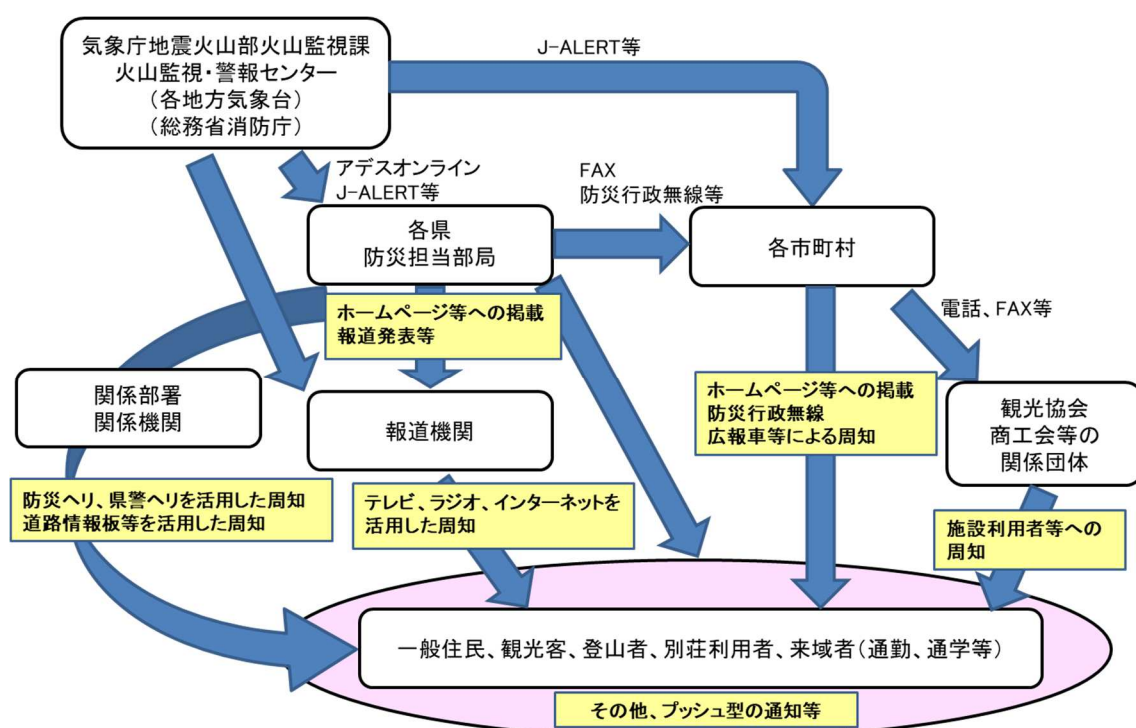 気象庁地震火山部火山監視課
火山監視・警報センター
（各地方気象台）
（総務省消防庁）
J-ALERT等
アデスオンライン
J-ALERT等
FAX
防災行政無線等
各県
防災担当部局
各市町村
ホームページ等への掲載
報道発表等
電話、FAX等
関係部署
関係機関
報道機関
ホームページ等への掲載
防災行政無線
広報車等による周知
観光協会
商工会等の
関係団体
防災ヘリ、県警ヘリを活用した周知
道路情報板等を活用した周知
テレビ、ラジオ、インターネットを
活用した周知
施設利用者等への
周知
一般住民、観光客、登山者、別荘利用者、来域者（通勤、通学等）
その他、プッシュ型の通知等